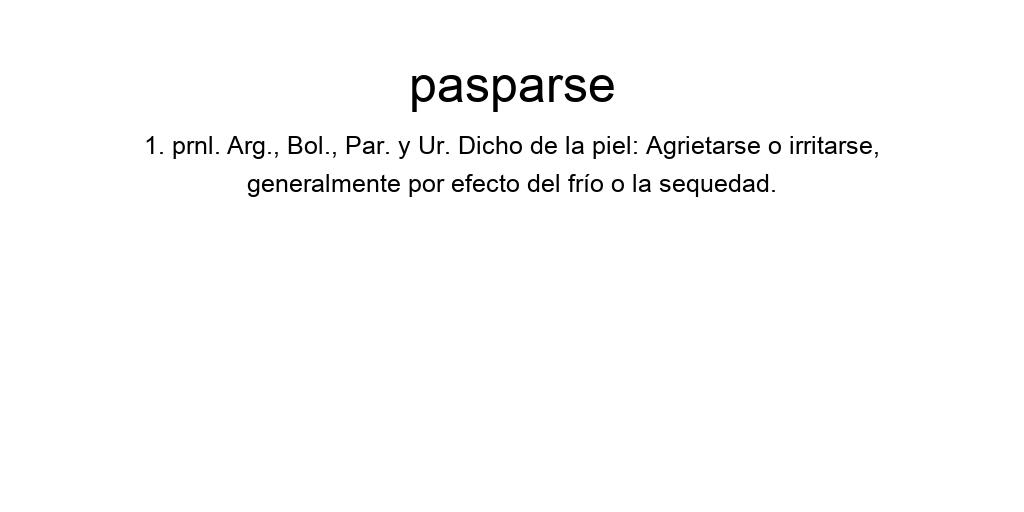 pasparse
1. prnl. Arg., Bol., Par. y Ur. Dicho de la piel: Agrietarse o irritarse,
generalmente por efecto del frío o la sequedad.